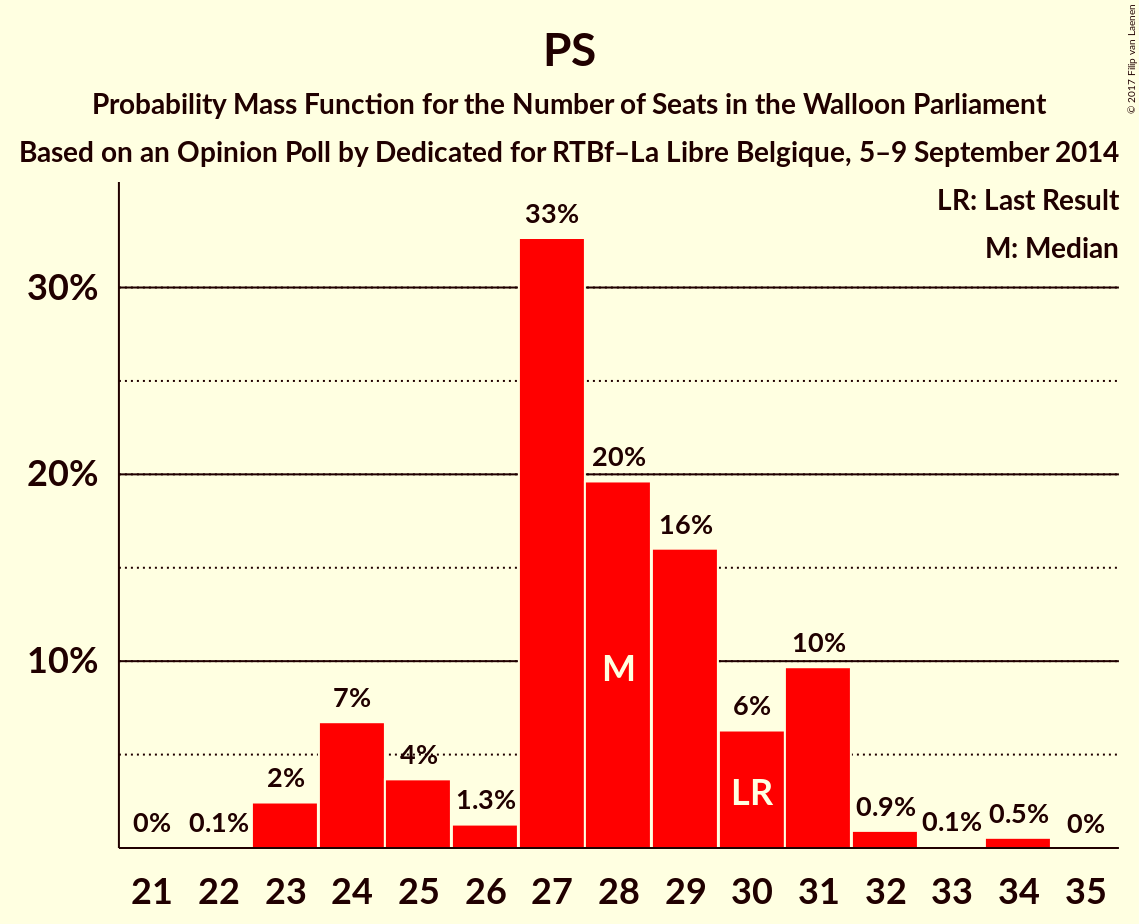 PS
Probability Mass Function for the Number of Seats in the Walloon Parliament
Based on an Opinion Poll by Dedicated for RTBf–La Libre Belgique, 5–9 September 2014
© 2017 Filip van Laenen
LR: Last Result
M: Median
30%
20%
10%
0%
0.1%
2%
7%
4%
1.3%
33%
20%
16%
6%
10%
0.9%
0.1%
0.5%
0%
M
LR
21 22 23 24 25 26 27 28 29 30 31 32 33 34 35